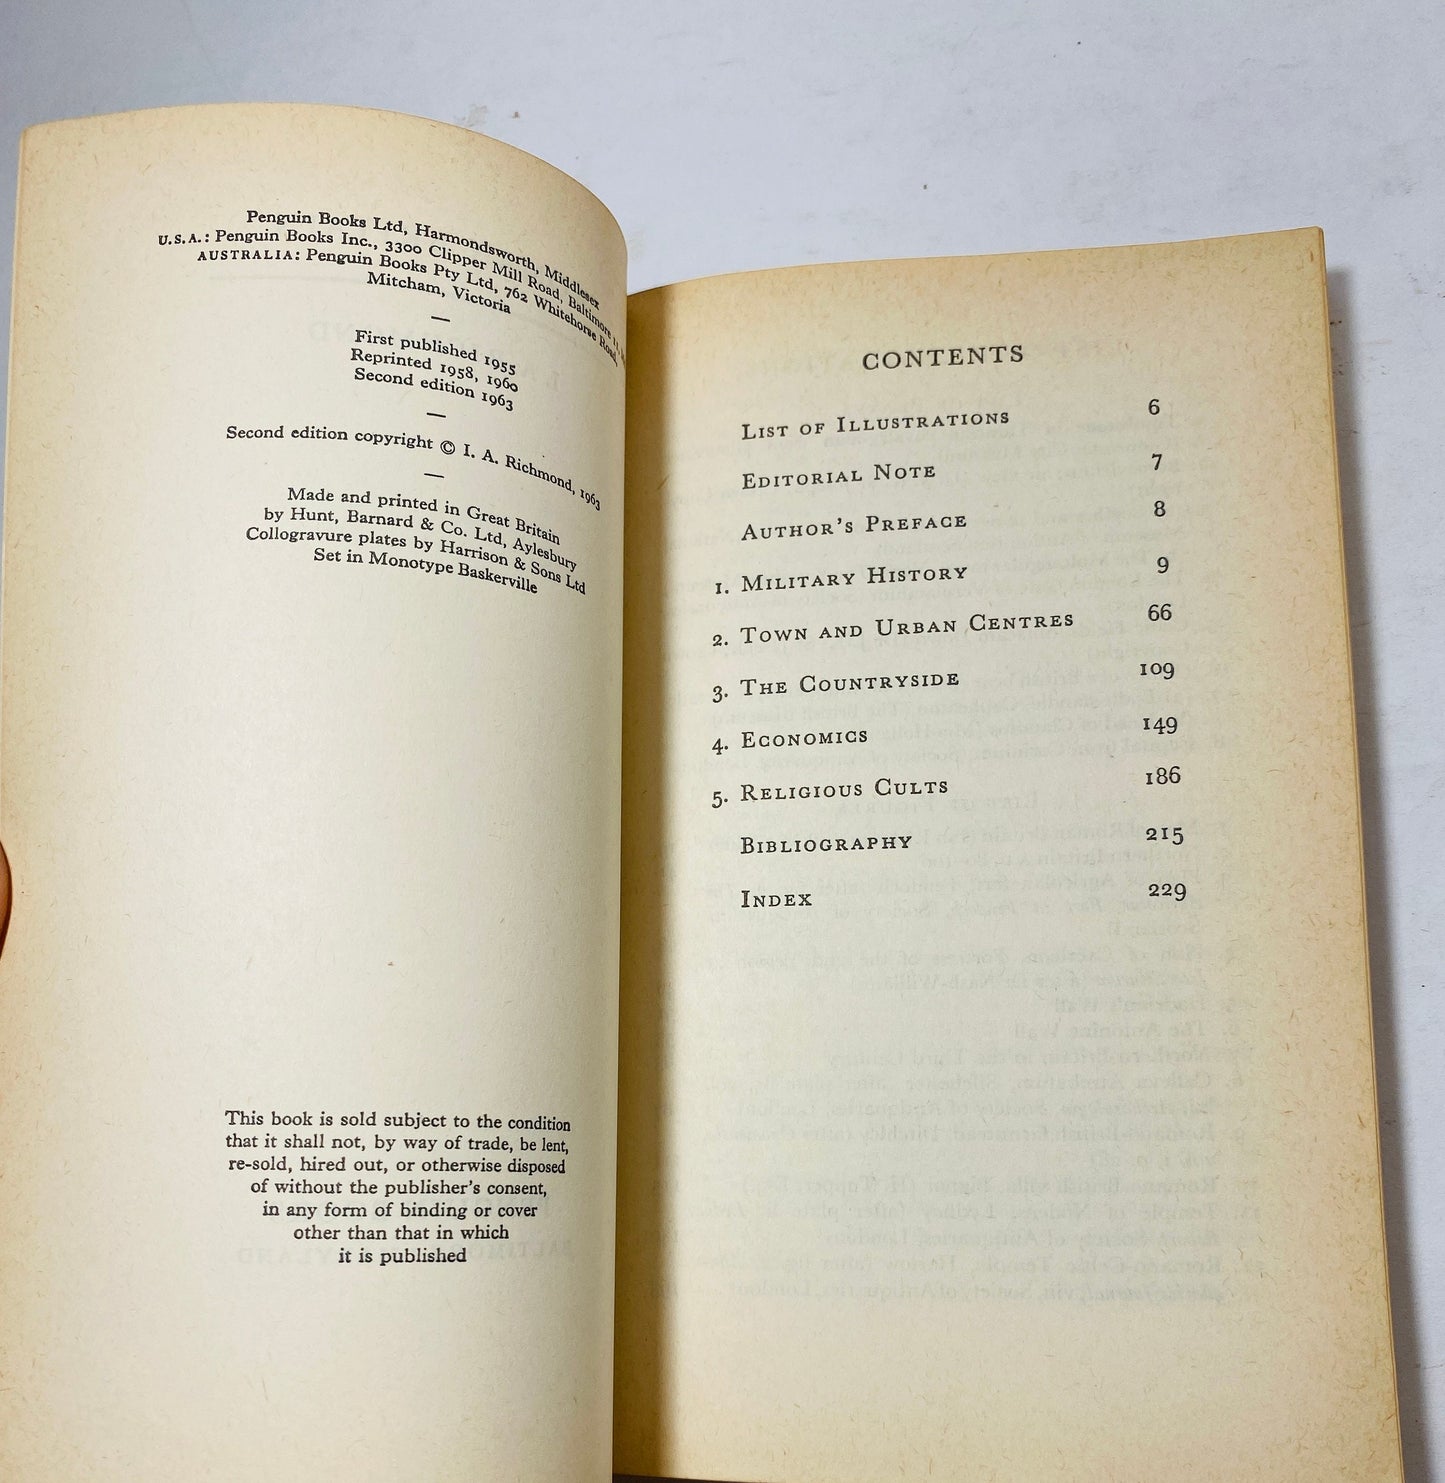 Penguin Books Ltd, Harmondsworth, Middlesex
U.S.A.: Penguin Books Inc., 3300 Clipper Mill Road, Baltimore 11,
AUSTRALIA: Penguin Books Pty Ltd, 762 Whitehorse Road,
Mitcham, Victoria
—
First published 1955
Reprinted 1958, 1960
Second edition 1963
—
Second edition copyright © I. A. Richmond, 1963
—
Made and printed in Great Britain
by Hunt, Barnard & Co. Ltd, Aylesbury
Collogravure plates by Harrison & Sons Ltd
Set in Monotype Baskerville
This book is sold subject to the condition
that it shall not, by way of trade, be lent,
re-sold, hired out, or otherwise disposed
of without the publisher's consent,
in any form of binding or cover
other than that in which
it is published
CONTENTS
LIST OF ILLUSTRATIONS 6
EDITORIAL NOTE 7
AUTHOR'S PREFACE 8
1. MILITARY HISTORY 9
2. TOWN AND URBAN CENTRES 66
3. THE COUNTRYSIDE 109
4. ECONOMICS 149
5. RELIGIOUS CULTS 186
BIBLIOGRAPHY 215
INDEX 229